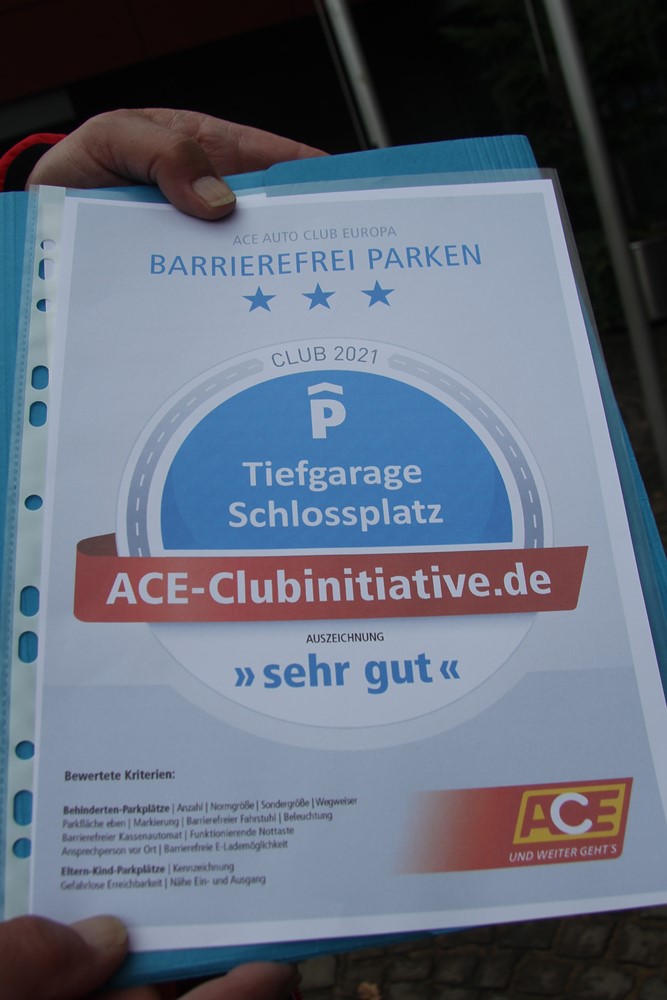 ACE AUTO CLUB EUROPA
BARRIEREFREI PARKEN
CLUB 2021
P
Tiefgarage
Schlossplatz
ACE-Clubinitiative.de
AUSZEICHNUNG
»sehr gut«
Bewertete Kriterien:
Behinderten-Parkplätze | Anzahl | Normgröße | Sondergröße | Wegweiser
Parkfläche eben | Markierung | Barrierefreier Fahrstuhl | Beleuchtung
Barrierefreier Kassenautomat | Funktionierende Nottaste
Ansprechperson vor Ort | Barrierefreie E-Lademöglichkeit
Eltern-Kind-Parkplätze | Kennzeichnung
Gefahrlose Erreichbarkeit | Nähe Ein- und Ausgang
ACE
UND WEITER GEHT´S